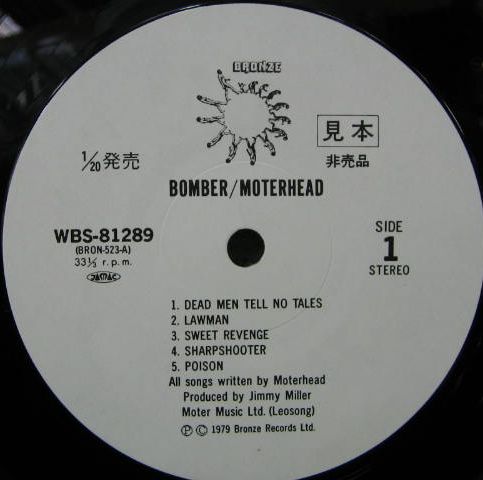 BRONZE
見本
非売品
1/20発売
BOMBER/MOTERHEAD
WBS-81289
(BRON-523-A)
33⅓ r.p.m.
JASRAC
SIDE
1
STEREO
1. DEAD MEN TELL NO TALES
2. LAWMAN
3. SWEET REVENGE
4. SHARPSHOOTER
5. POISON
All songs written by Moterhead
Produced by Jimmy Miller
Moter Music Ltd. (Leosong)
Ⓟ © 1979 Bronze Records Ltd.